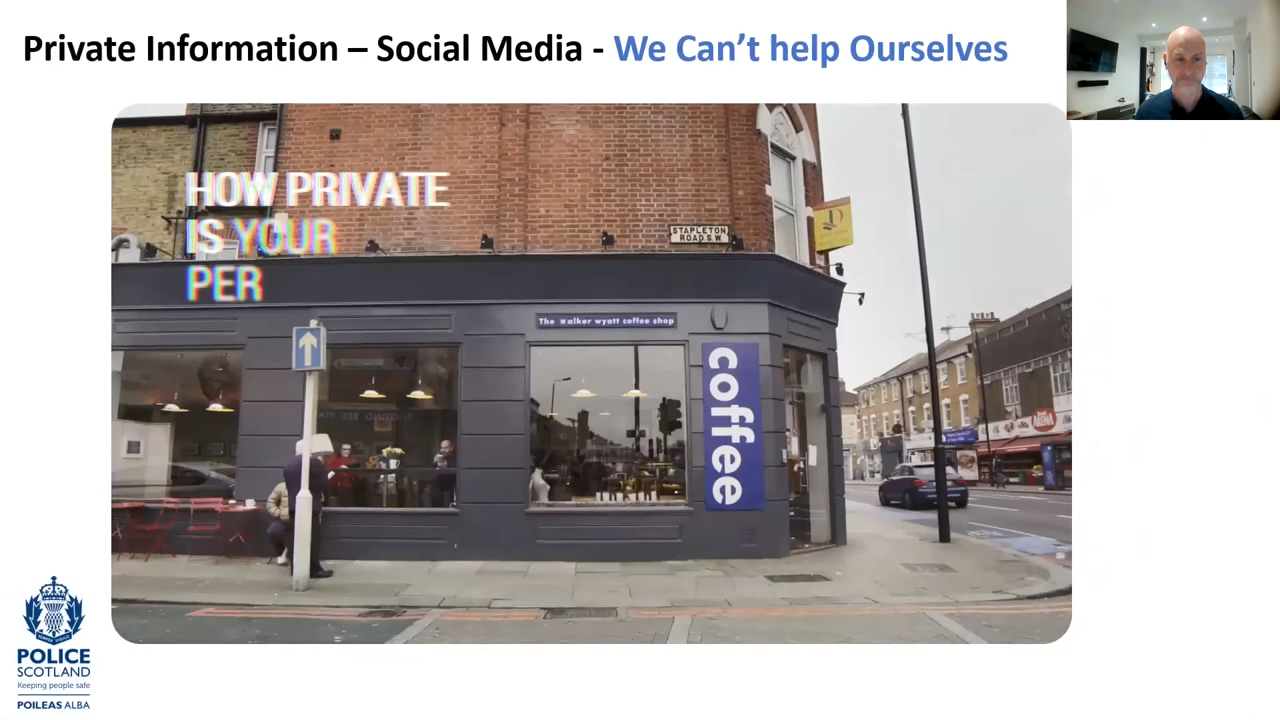 Private Information – Social Media - We Can't help Ourselves
HOW PRIVATE
IS YOUR
PER
STAPLETON
ROAD S.W.
The walker wyatt coffee shop
coffee
POLICE
SCOTLAND
Keeping people safe
POILEAS ALBA